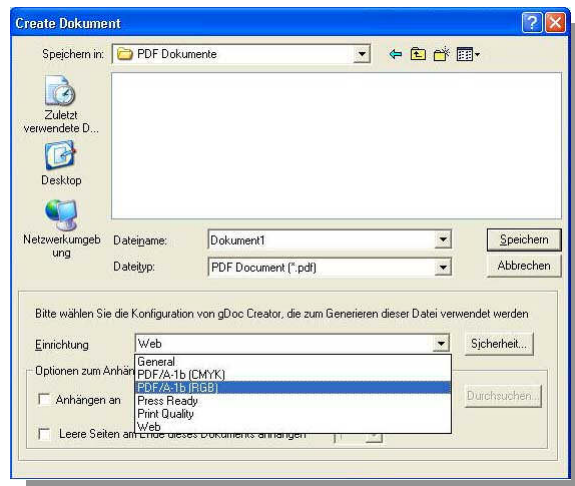 Create Dokument
Speichern in: PDF Dokumente
Zuletzt
verwendete D...
Desktop
Netzwerkumgeb
ung
Dateiname: Dokument1 Speichern
Dateityp: PDF Document (*.pdf) Abbrechen
Bitte wählen Sie die Konfiguration von gDoc Creator, die zum Generieren dieser Datei verwendet werden
Einrichtung Web Sicherheit...
General
Optionen zum Anhän PDF/A-1b (CMYK)
PDF/A-1b (RGB)
Anhängen an Press Ready Durchsuchen...
Print Quality
Web
Leere Seiten am Ende dieses Dokuments anhängen